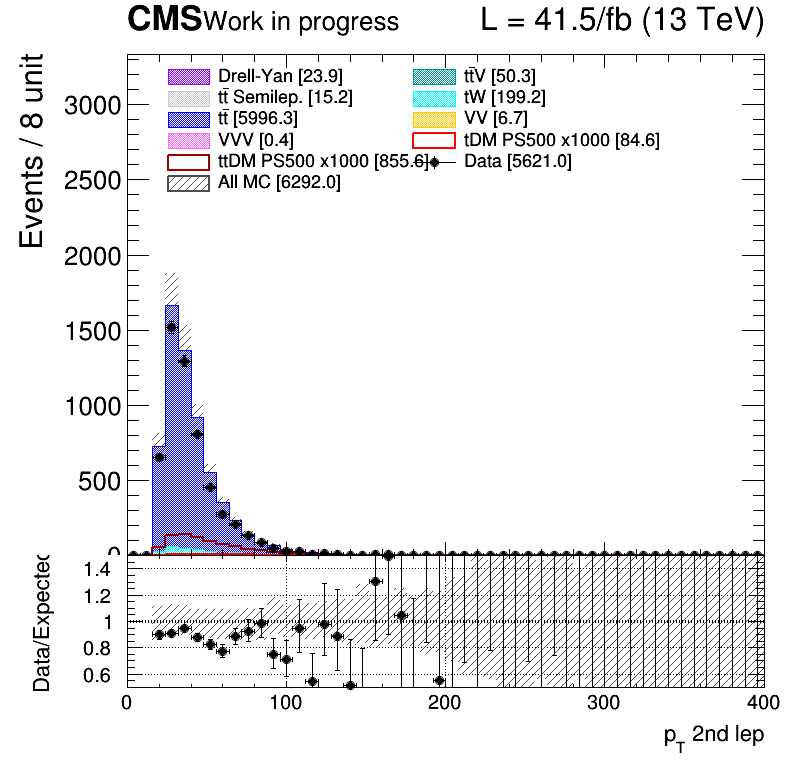 CMS Work in progress L = 41.5/fb (13 TeV)
Events / 8 unit
3000
2500
2000
1500
1000
500
0
Drell-Yan [23.9]
tt̄ Semilep. [15.2]
tt̄ [5996.3]
VVV [0.4]
ttDM PS500 x1000 [855.6]
All MC [6292.0]
tt̄V [50.3]
tW [199.2]
VV [6.7]
tDM PS500 x1000 [84.6]
Data [5621.0]
Data/Expected
1.4
1.2
1
0.8
0.6
0 100 200 300 400
p_T 2nd lep